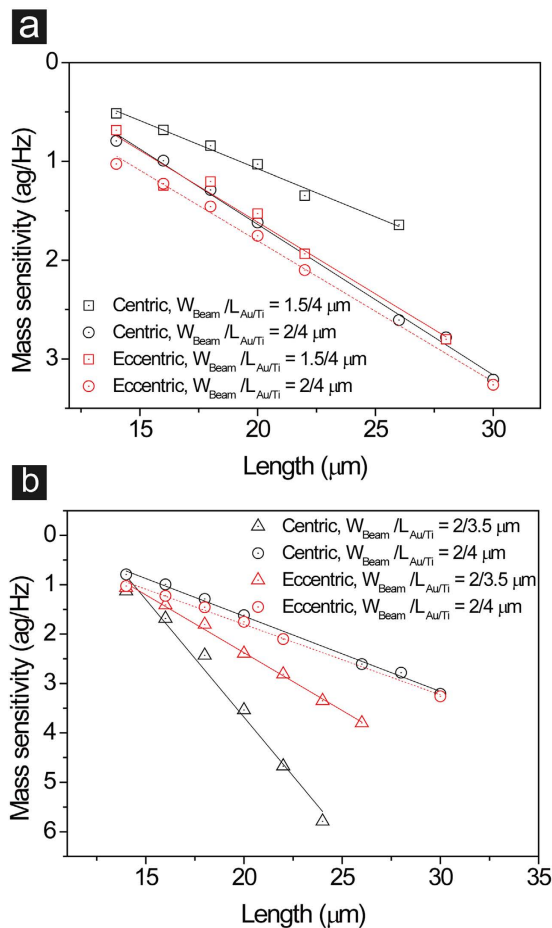 a
0
1
2
3
Mass sensitivity (ag/Hz)
Centric, W_Beam /L_Au/Ti = 1.5/4 μm
Centric, W_Beam /L_Au/Ti = 2/4 μm
Eccentric, W_Beam /L_Au/Ti = 1.5/4 μm
Eccentric, W_Beam /L_Au/Ti = 2/4 μm
15 20 25 30
Length (μm)
b
0
1
2
3
4
5
6
Mass sensitivity (ag/Hz)
Centric, W_Beam /L_Au/Ti = 2/3.5 μm
Centric, W_Beam /L_Au/Ti = 2/4 μm
Eccentric, W_Beam /L_Au/Ti = 2/3.5 μm
Eccentric, W_Beam /L_Au/Ti = 2/4 μm
15 20 25 30 35
Length (μm)